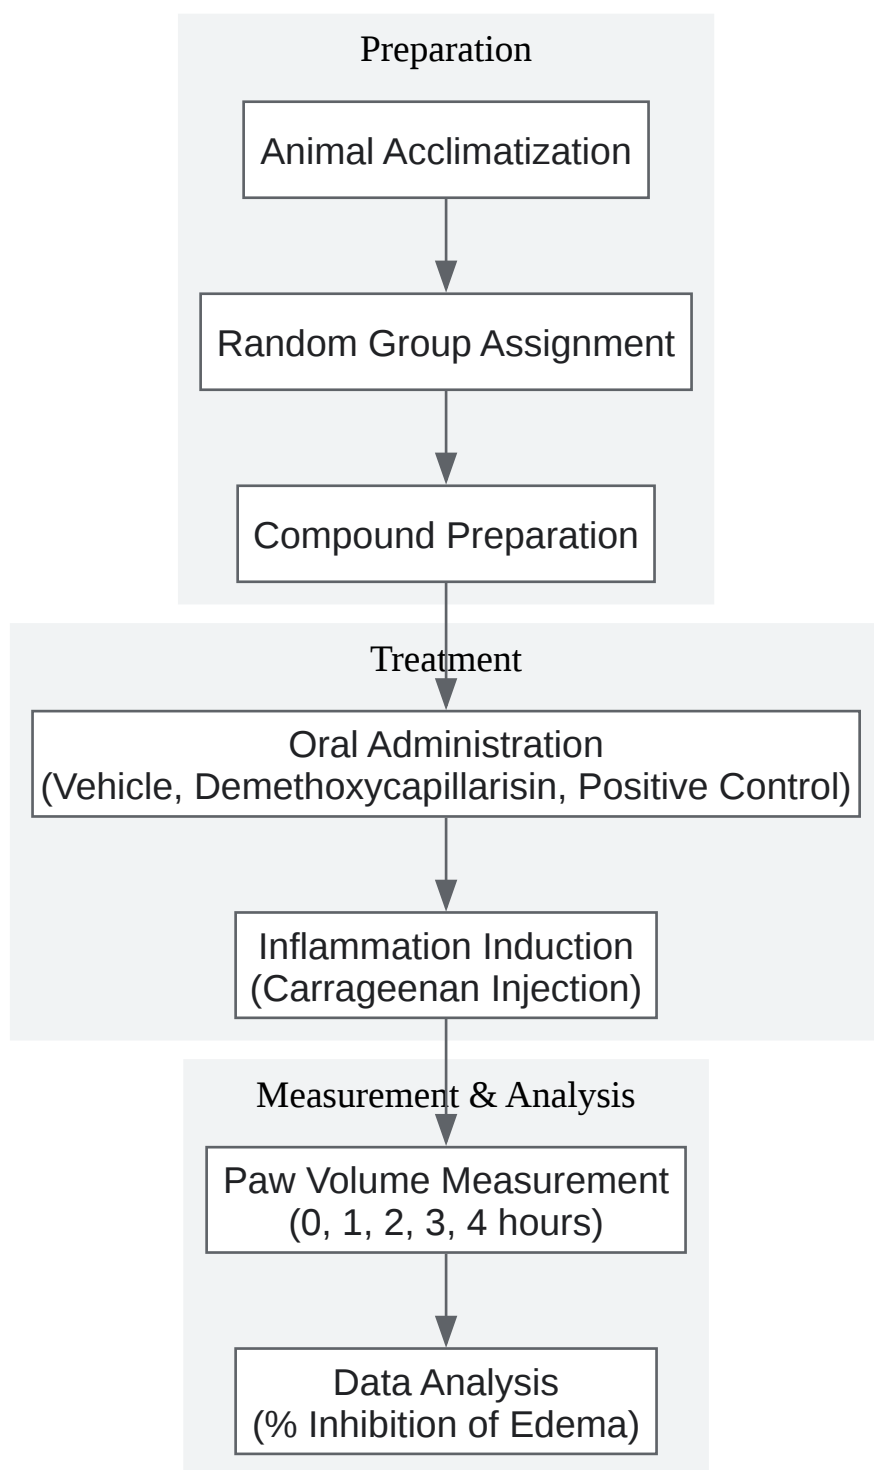 Preparation
Animal Acclimatization
Random Group Assignment
Compound Preparation
Treatment
Oral Administration
(Vehicle, Demethoxycapillarisin, Positive Control)
Inflammation Induction
(Carrageenan Injection)
Measurement & Analysis
Paw Volume Measurement
(0, 1, 2, 3, 4 hours)
Data Analysis
(% Inhibition of Edema)